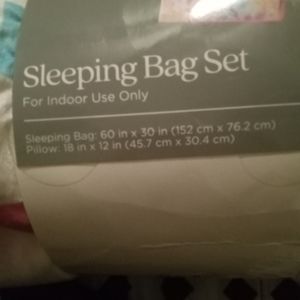 Sleeping Bag Set
For Indoor Use Only
Sleeping Bag: 60 in x 30 in (152 cm x 76.2 cm)
Pillow: 18 in x 12 in (45.7 cm x 30.4 cm)